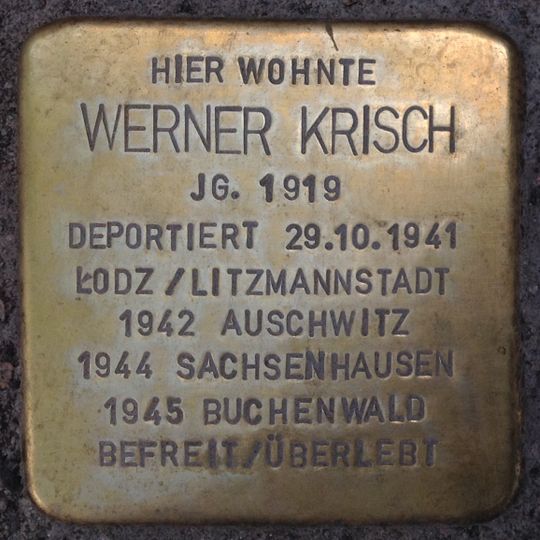 HIER WOHNTE
WERNER KRISCH
JG. 1919
DEPORTIERT 29.10.1941
ŁODZ / LITZMANNSTADT
1942 AUSCHWITZ
1944 SACHSENHAUSEN
1945 BUCHENWALD
BEFREIT/ÜBERLEBT